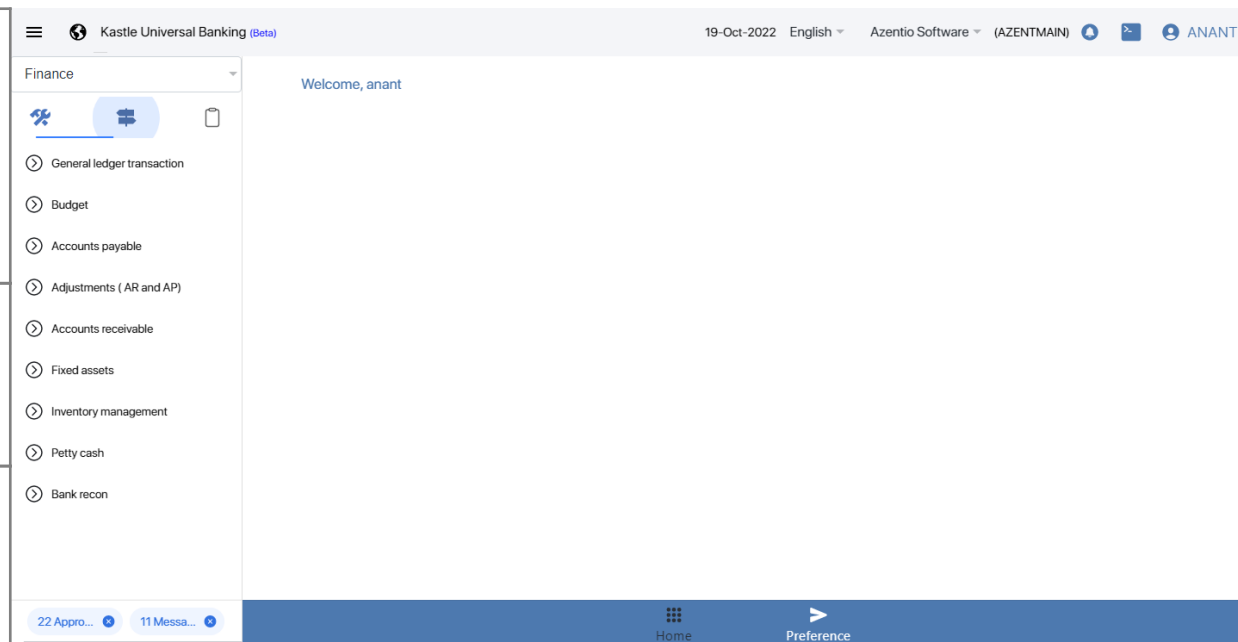 Kastle Universal Banking (Beta)
19-Oct-2022 English Azentio Software (AZENTMAIN) ANANT
Finance
Welcome, anant
General ledger transaction
Budget
Accounts payable
Adjustments ( AR and AP)
Accounts receivable
Fixed assets
Inventory management
Petty cash
Bank recon
22 Appro... 11 Messa...
Home Preference